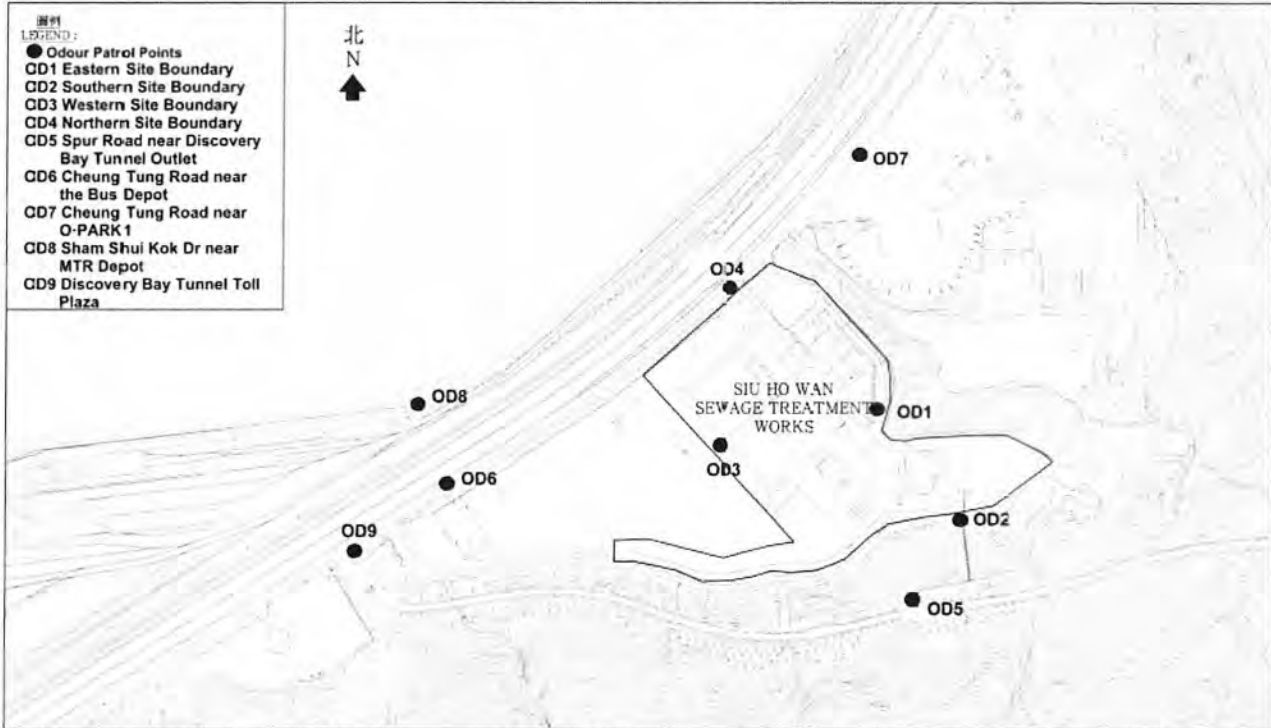 圖例
LEGEND:
Odour Patrol Points
OD1 Eastern Site Boundary
OD2 Southern Site Boundary
OD3 Western Site Boundary
OD4 Northern Site Boundary
OD5 Spur Road near Discovery
Bay Tunnel Outlet
OD6 Cheung Tung Road near
the Bus Depot
OD7 Cheung Tung Road near
O-PARK1
OD8 Sham Shui Kok Dr near
MTR Depot
OD9 Discovery Bay Tunnel Toll
Plaza
北
N
OD7
OD4
OD8
SIU HO WAN
SEWAGE TREATMENT
WORKS
OD1
OD3
OD6
OD2
OD9
OD5